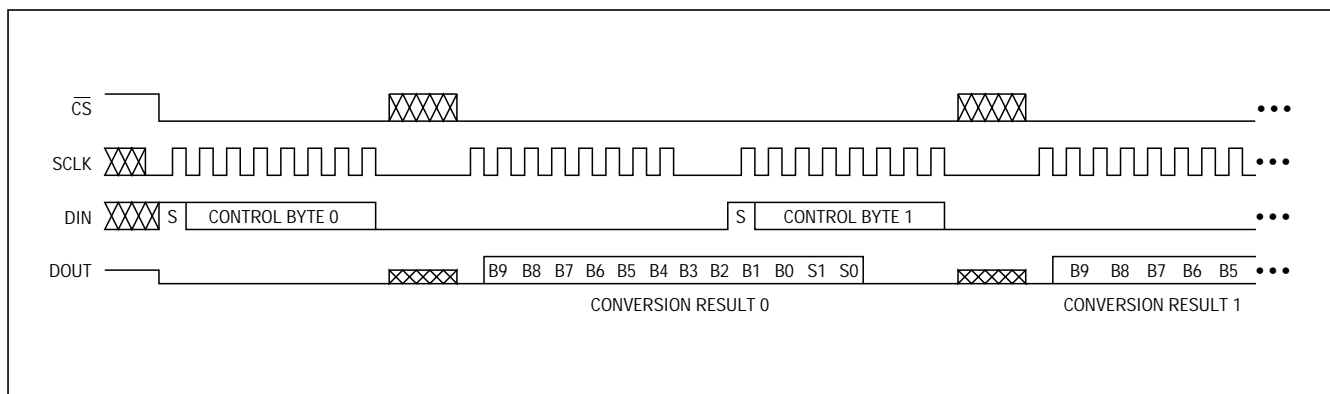 CS
SCLK
DIN S CONTROL BYTE 0 S CONTROL BYTE 1
DOUT B9 B8 B7 B6 B5 B4 B3 B2 B1 B0 S1 S0 B9 B8 B7 B6 B5
CONVERSION RESULT 0 CONVERSION RESULT 1